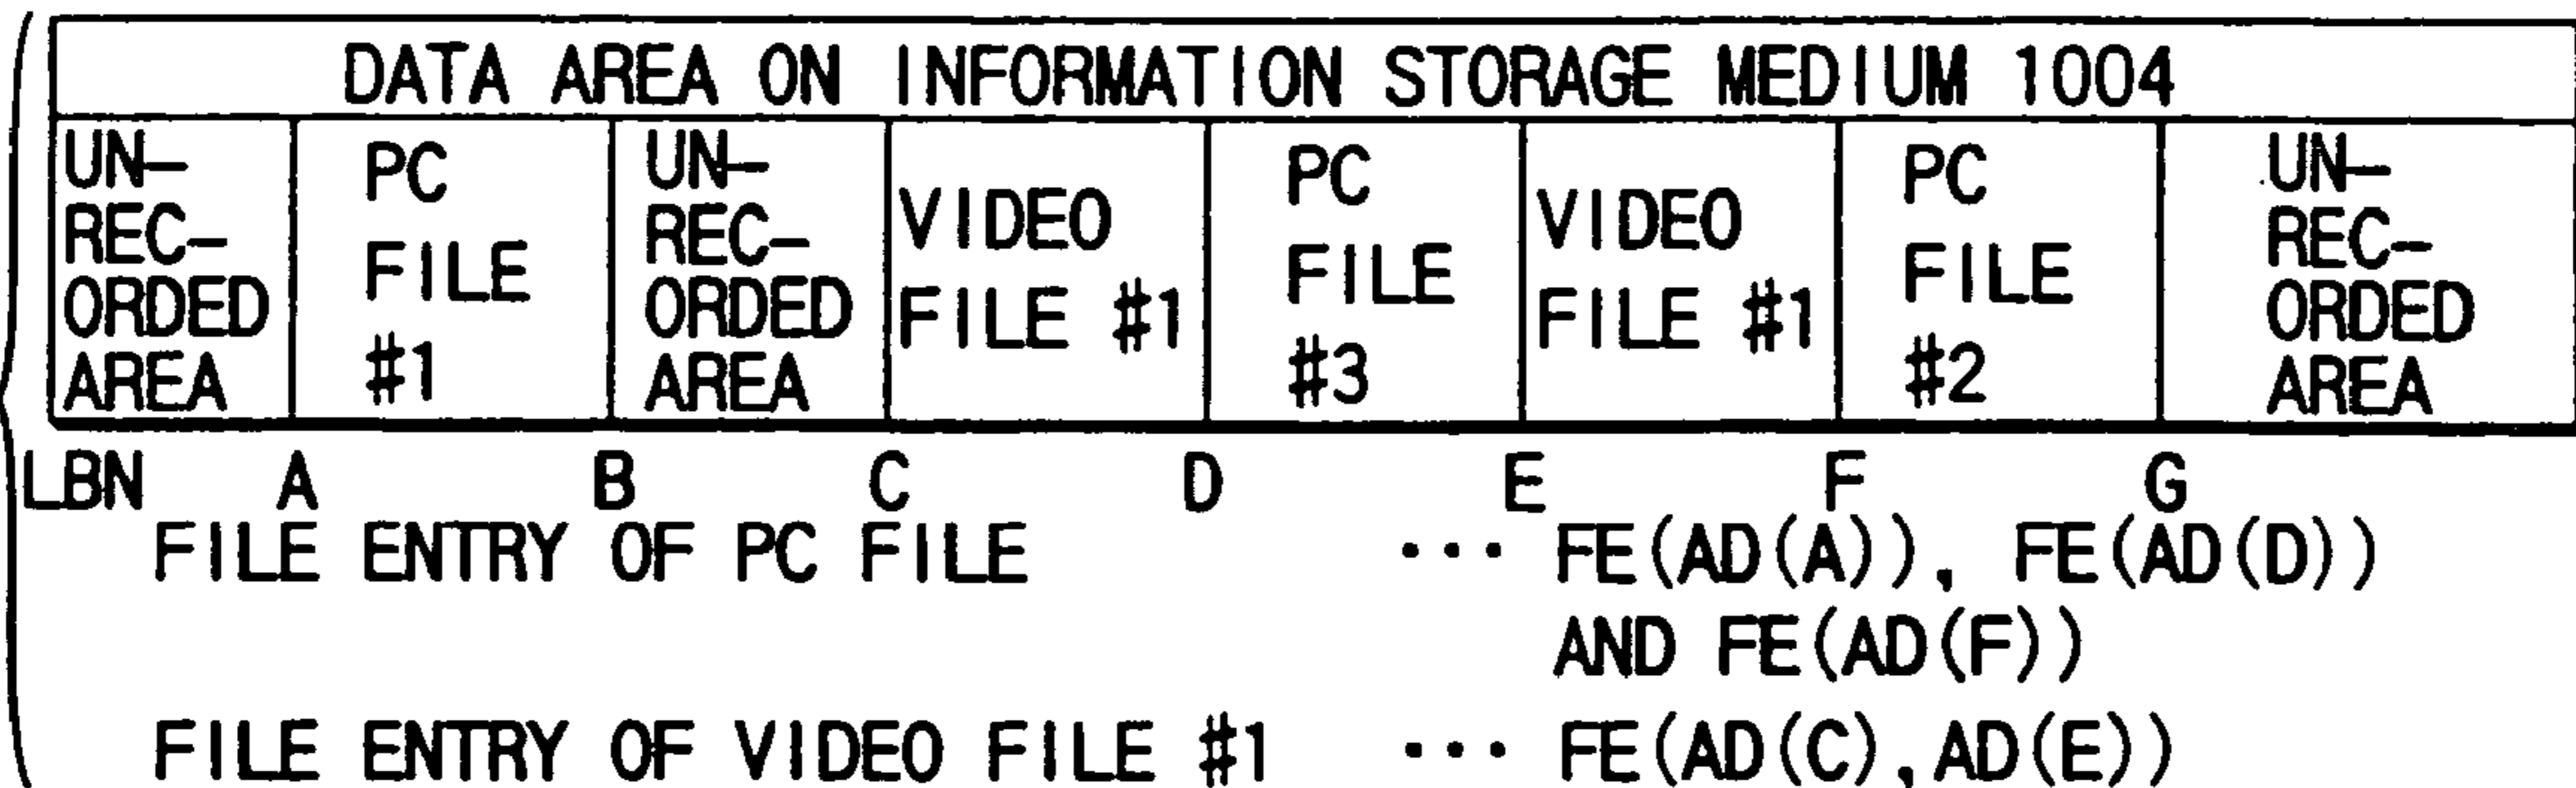 DATA AREA ON INFORMATION STORAGE MEDIUM 1004
UN-
REC-
ORDED
AREA
PC
FILE
#1
UN-
REC-
ORDED
AREA
VIDEO
FILE #1
PC
FILE
#3
VIDEO
FILE #1
PC
FILE
#2
UN-
REC-
ORDED
AREA
LBN A B C D E F G
FILE ENTRY OF PC FILE ··· FE(AD(A)), FE(AD(D))
AND FE(AD(F))
FILE ENTRY OF VIDEO FILE #1 ··· FE(AD(C),AD(E))